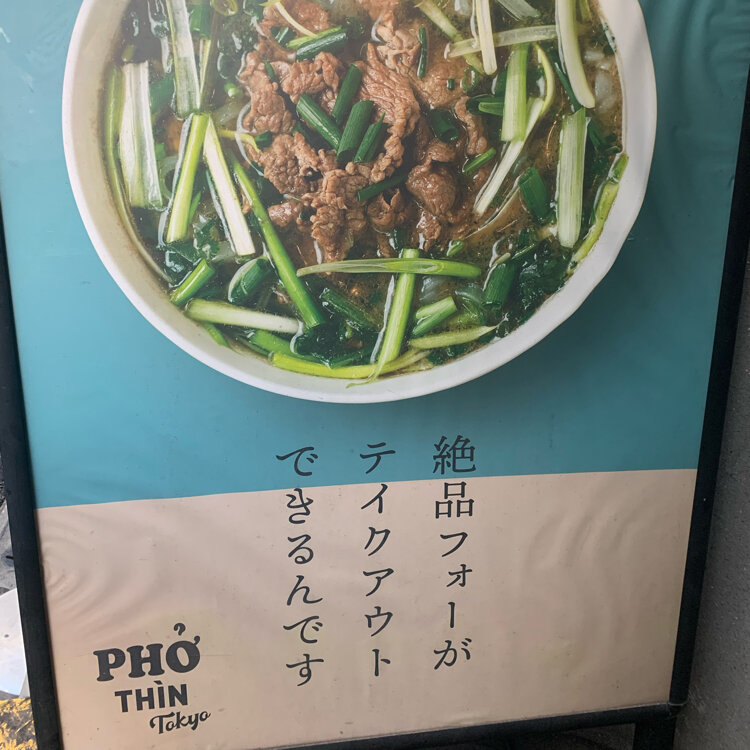 絶品フォーが
テイクアウト
できるんです
PHỞ
THÌN
Tokyo